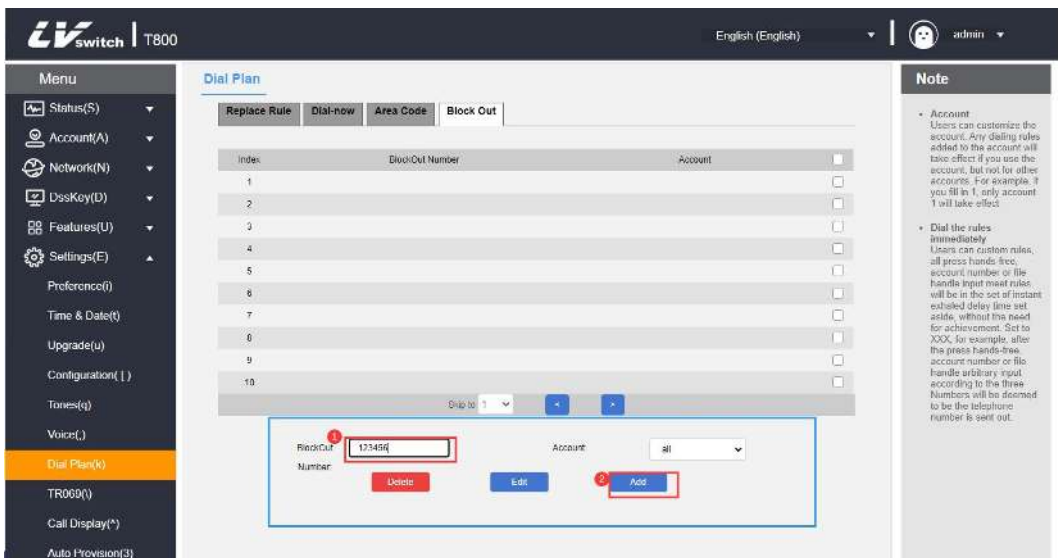 LV switch T800
English (English)
admin
Menu
Status(S)
Account(A)
Network(N)
DssKey(D)
Features(U)
Settings(E)
Preference(i)
Time & Date(t)
Upgrade(u)
Configuration( [ )
Tones(q)
Voice(,)
Dial Plan(k)
TR069(\)
Call Display(^)
Auto Provision(3)
Dial Plan
Replace Rule Dial-now Area Code Block Out
Index BlockOut Number Account
1
2
3
4
5
6
7
8
9
10
Skip to 1 < >
1
BlockOut
Number:
123456
Account:
all
Delete Edit 2 Add
Note
• Account
Users can customize the
account. Any dialing rules
added to the account will
take effect if you use the
account, but not for other
accounts. For example, if
you fill in 1, only account
1 will take effect
• Dial the rules
immediately
Users can custom rules,
all press hands-free,
account number or file
handle input meet rules
will be in the set of instant
exhaled delay time set
aside, without the need
for achievement. Set to
XXX, for example, after
the press hands-free,
account number or file
handle arbitrary input
according to the three
Numbers will be deemed
to be the telephone
number is sent out.